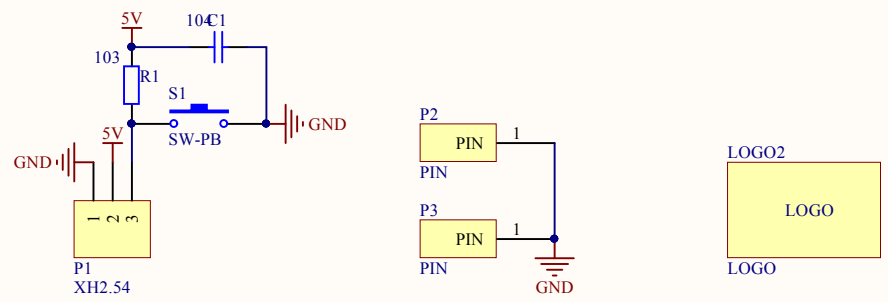 5V
104
C1
103
R1
S1
GND
SW-PB
5V
GND
1
2
3
P1
XH2.54
P2
PIN
1
PIN
P3
PIN
1
PIN
GND
LOGO2
LOGO
LOGO